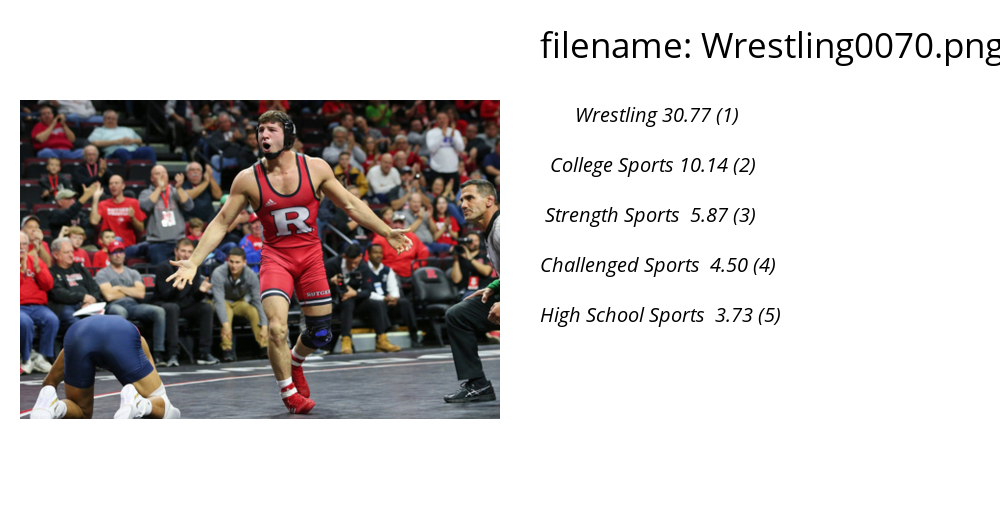 filename: Wrestling0070.png
Wrestling 30.77 (1)
College Sports 10.14 (2)
Strength Sports 5.87 (3)
Challenged Sports 4.50 (4)
High School Sports 3.73 (5)
R
RUTGERS